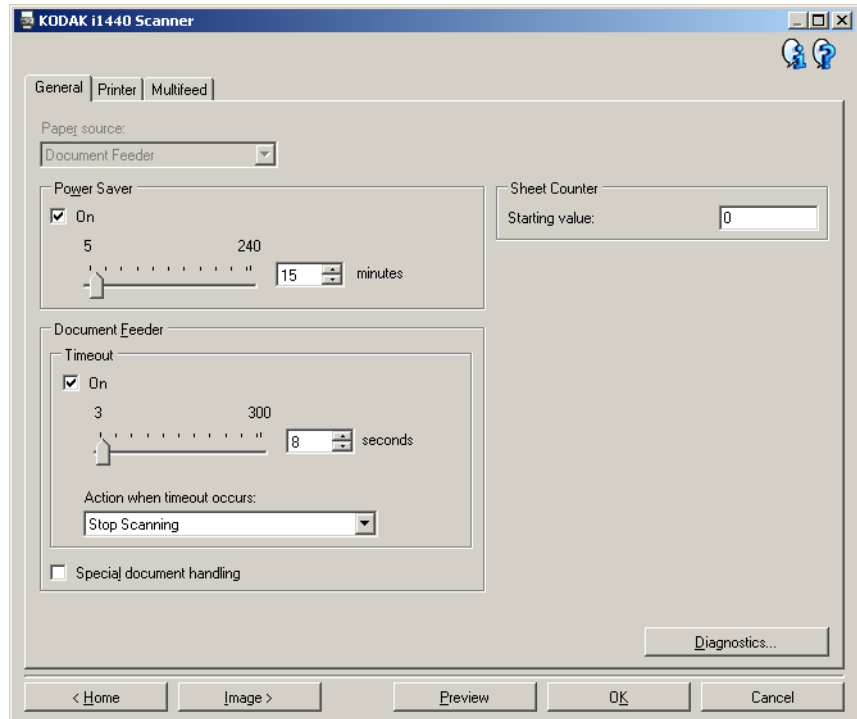 KODAK i1440 Scanner
General Printer Multifeed
Paper source:
Document Feeder
Power Saver
On
5 240
15 minutes
Sheet Counter
Starting value: 0
Document Feeder
Timeout
On
3 300
8 seconds
Action when timeout occurs:
Stop Scanning
Special document handling
Diagnostics...
< Home Image > Preview OK Cancel